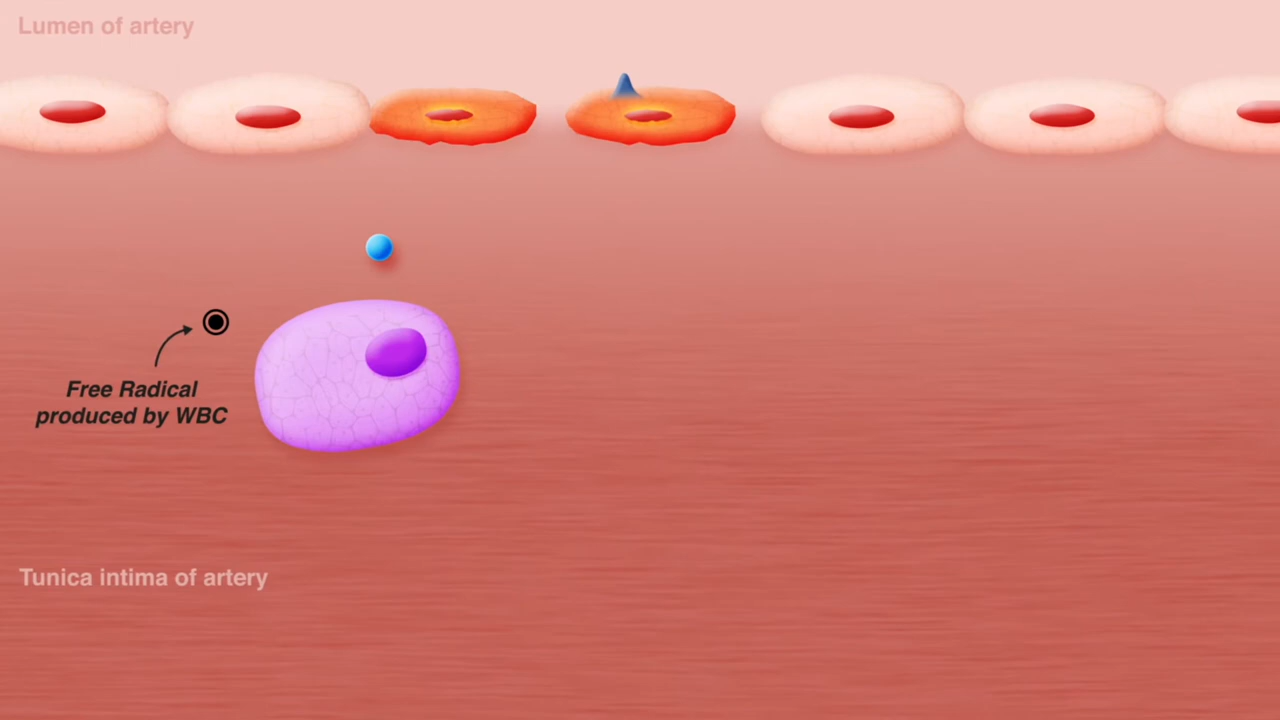 Lumen of artery
Free Radical
produced by WBC
Tunica intima of artery